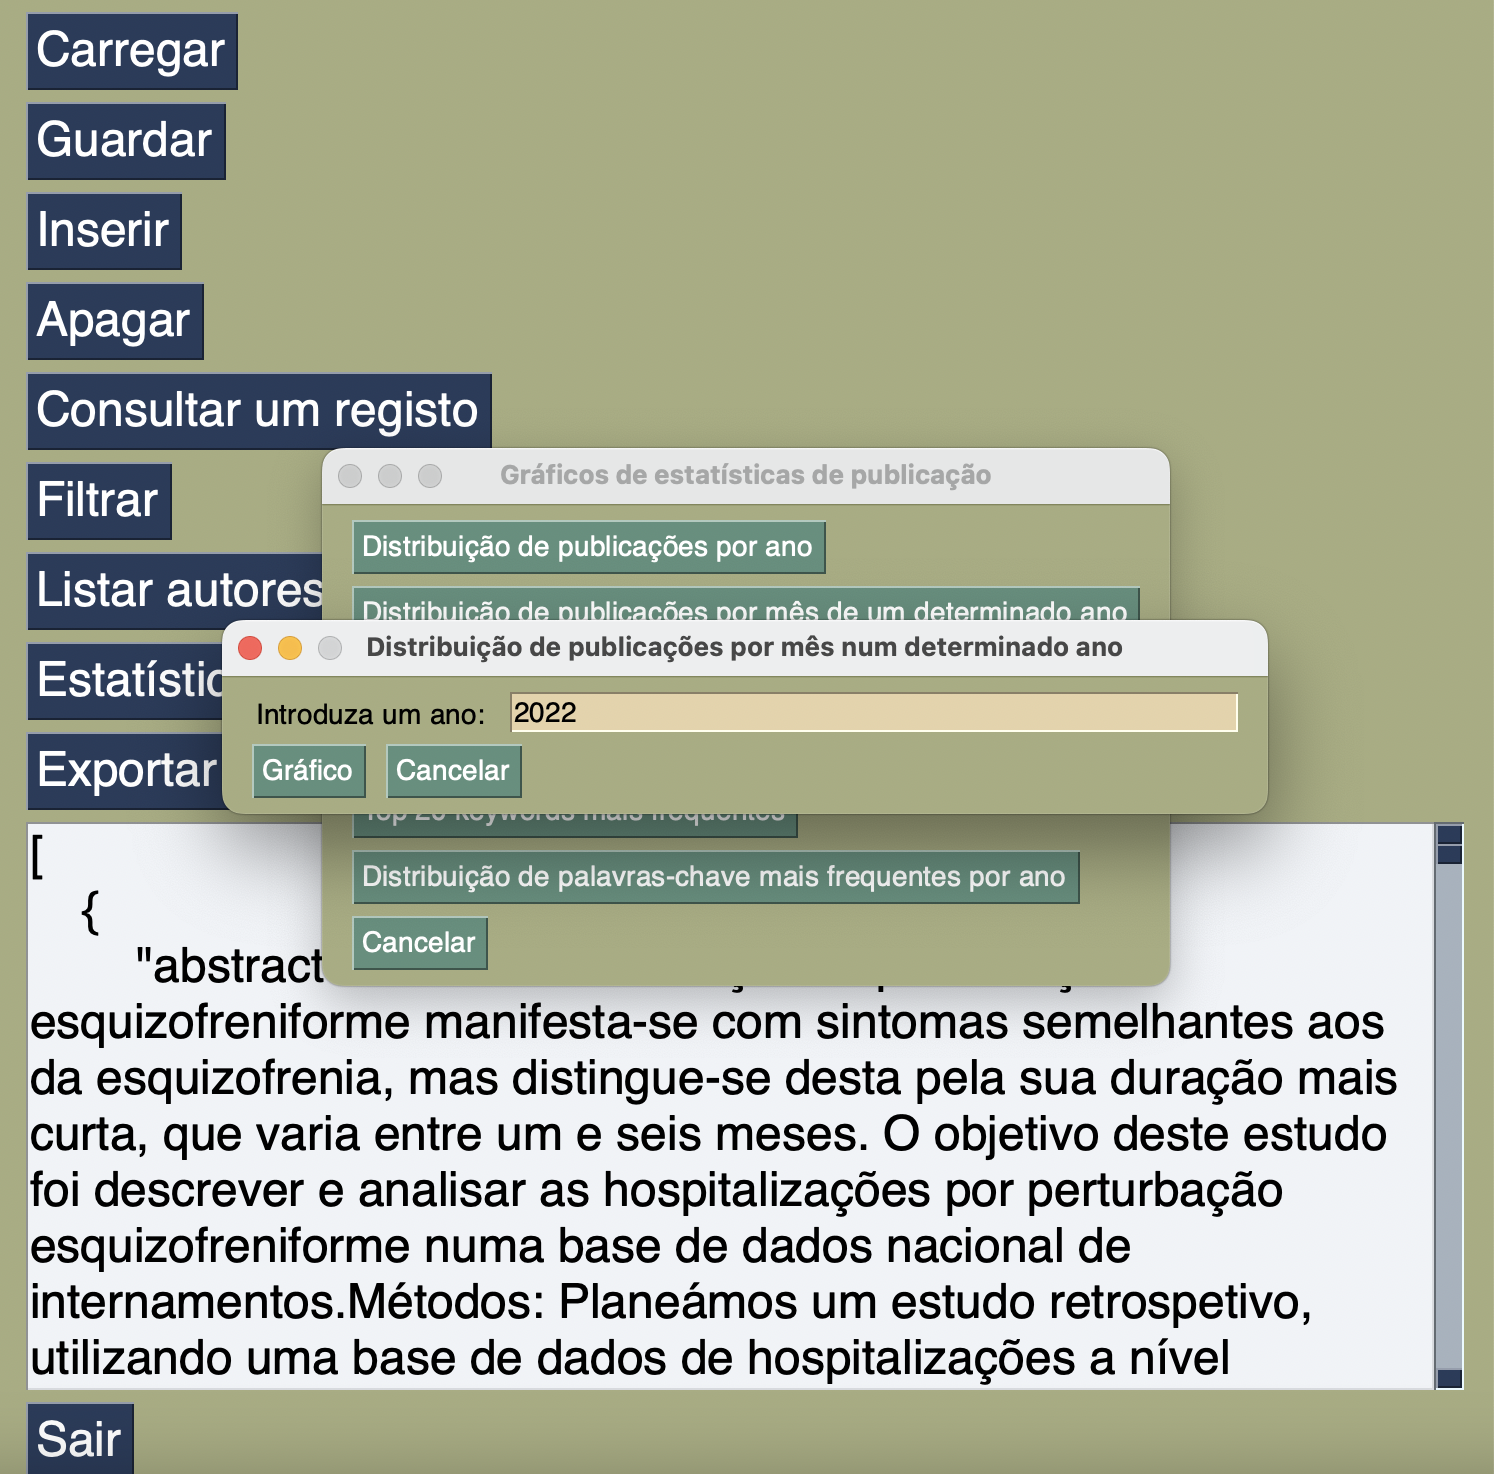 Carregar
Guardar
Inserir
Apagar
Consultar um registo
Filtrar
Listar autores
Exportar
Gráficos de estatísticas de publicação
Distribuição de publicações por ano
Distribuição de publicações por mês de um determinado ano
Distribuição de publicações por mês num determinado ano
Introduza um ano: 2022
Gráfico Cancelar
Top 20 keywords mais frequentes
Distribuição de palavras-chave mais frequentes por ano
Cancelar
[
{
"abstract
esquizofreniforme manifesta-se com sintomas semelhantes aos
da esquizofrenia, mas distingue-se desta pela sua duração mais
curta, que varia entre um e seis meses. O objetivo deste estudo
foi descrever e analisar as hospitalizações por perturbação
esquizofreniforme numa base de dados nacional de
internamentos.Métodos: Planeámos um estudo retrospetivo,
utilizando uma base de dados de hospitalizações a nível
Sair